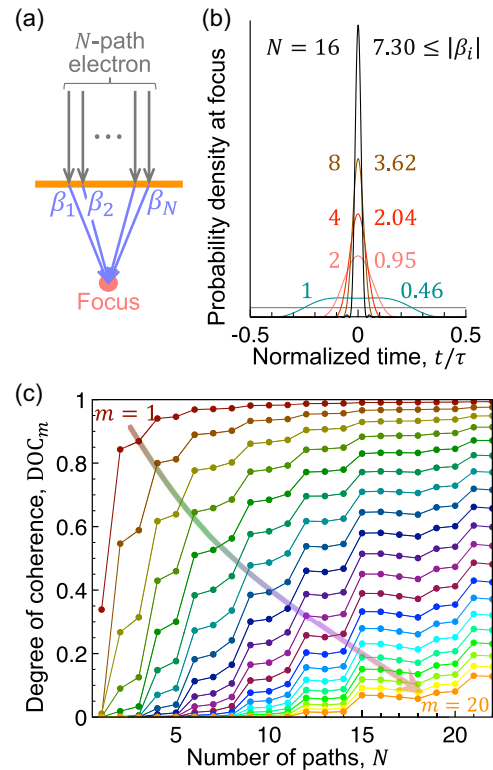 (a)
N-path
electron
...
β1 β2 βN
Focus
(b)
Probability density at focus
N = 16 7.30 ≤ |βi|
8 3.62
4 2.04
2 0.95
1 0.46
-0.5 0 0.5
Normalized time, t/τ
(c)
Degree of coherence, DOCm
1
0.8
0.6
0.4
0.2
0
m = 1
m = 20
5 10 15 20
Number of paths, N